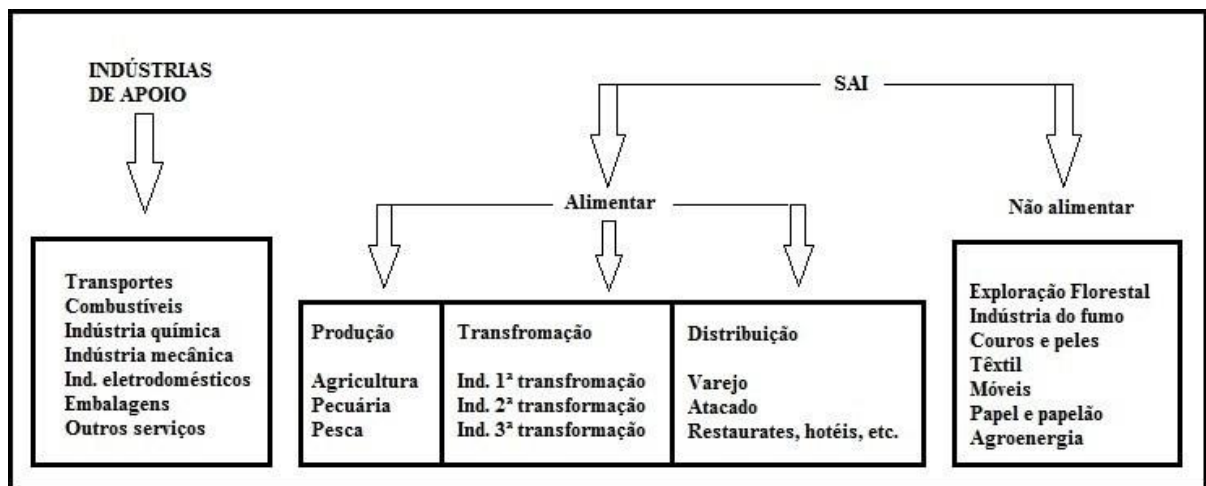 INDÚSTRIAS
DE APOIO
Transportes
Combustíveis
Indústria química
Indústria mecânica
Ind. eletrodomésticos
Embalagens
Outros serviços
SAI
Alimentar
Produção
Agricultura
Pecuária
Pesca
Transfromação
Ind. 1ª transfromação
Ind. 2ª transformação
Ind. 3ª transformação
Distribuição
Varejo
Atacado
Restaurates, hotéis, etc.
Não alimentar
Exploração Florestal
Indústria do fumo
Couros e peles
Têxtil
Móveis
Papel e papelão
Agroenergia